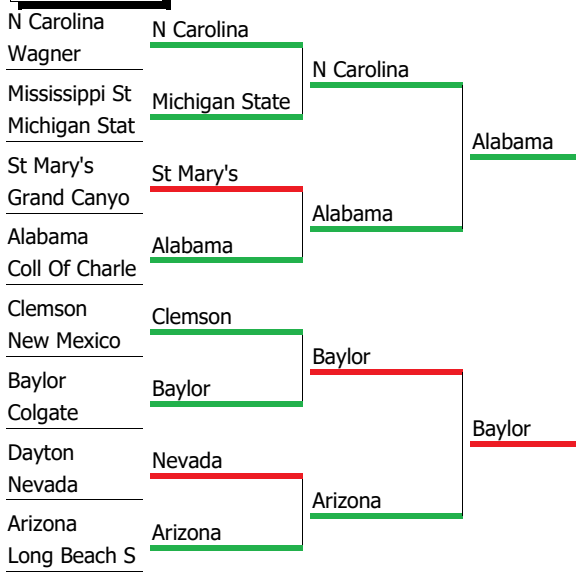 N Carolina
Wagner
Mississippi St
Michigan Stat
St Mary's
Grand Canyo
Alabama
Coll Of Charle
Clemson
New Mexico
Baylor
Colgate
Dayton
Nevada
Arizona
Long Beach S
N Carolina
Michigan State
St Mary's
Alabama
Clemson
Baylor
Nevada
Arizona
N Carolina
Alabama
Baylor
Arizona
Alabama
Baylor